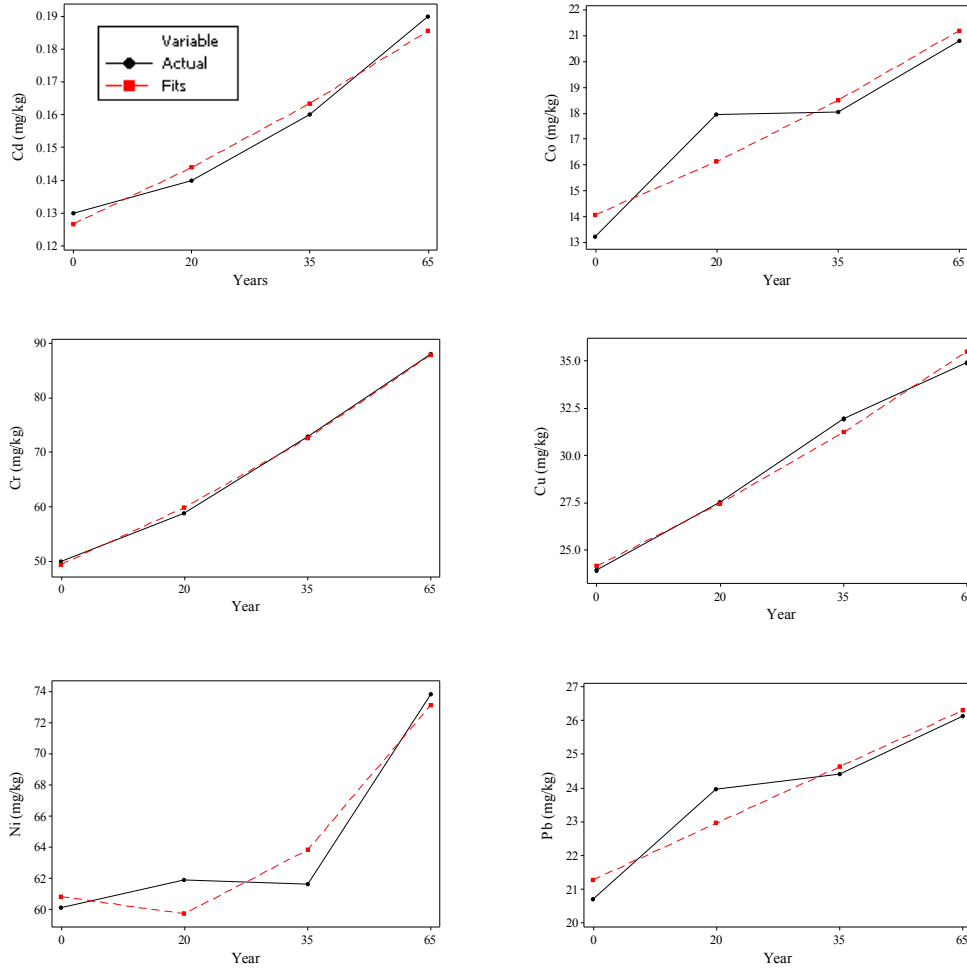 0.19
0.18
0.17
0.16
0.15
0.14
0.13
0.12
Cd (mg/kg)
Variable
Actual
Fits
0 20 35 65
Years
22
21
20
19
18
17
16
15
14
13
Co (mg/kg)
0 20 35 65
Year
90
80
70
60
50
Cr (mg/kg)
0 20 35 65
Year
35.0
32.5
30.0
27.5
25.0
Cu (mg/kg)
0 20 35
Year
74
72
70
68
66
64
62
60
Ni (mg/kg)
0 20 35 65
Year
27
26
25
24
23
22
21
20
Pb (mg/kg)
0 20 35 65
Year